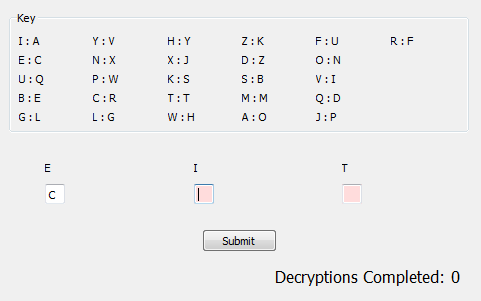 Key
I : A Y : V H : Y Z : K F : U R : F
E : C N : X X : J D : Z O : N
U : Q P : W K : S S : B V : I
B : E C : R T : T M : M Q : D
G : L L : G W : H A : O J : P
E I T
C
Submit
Decryptions Completed: 0